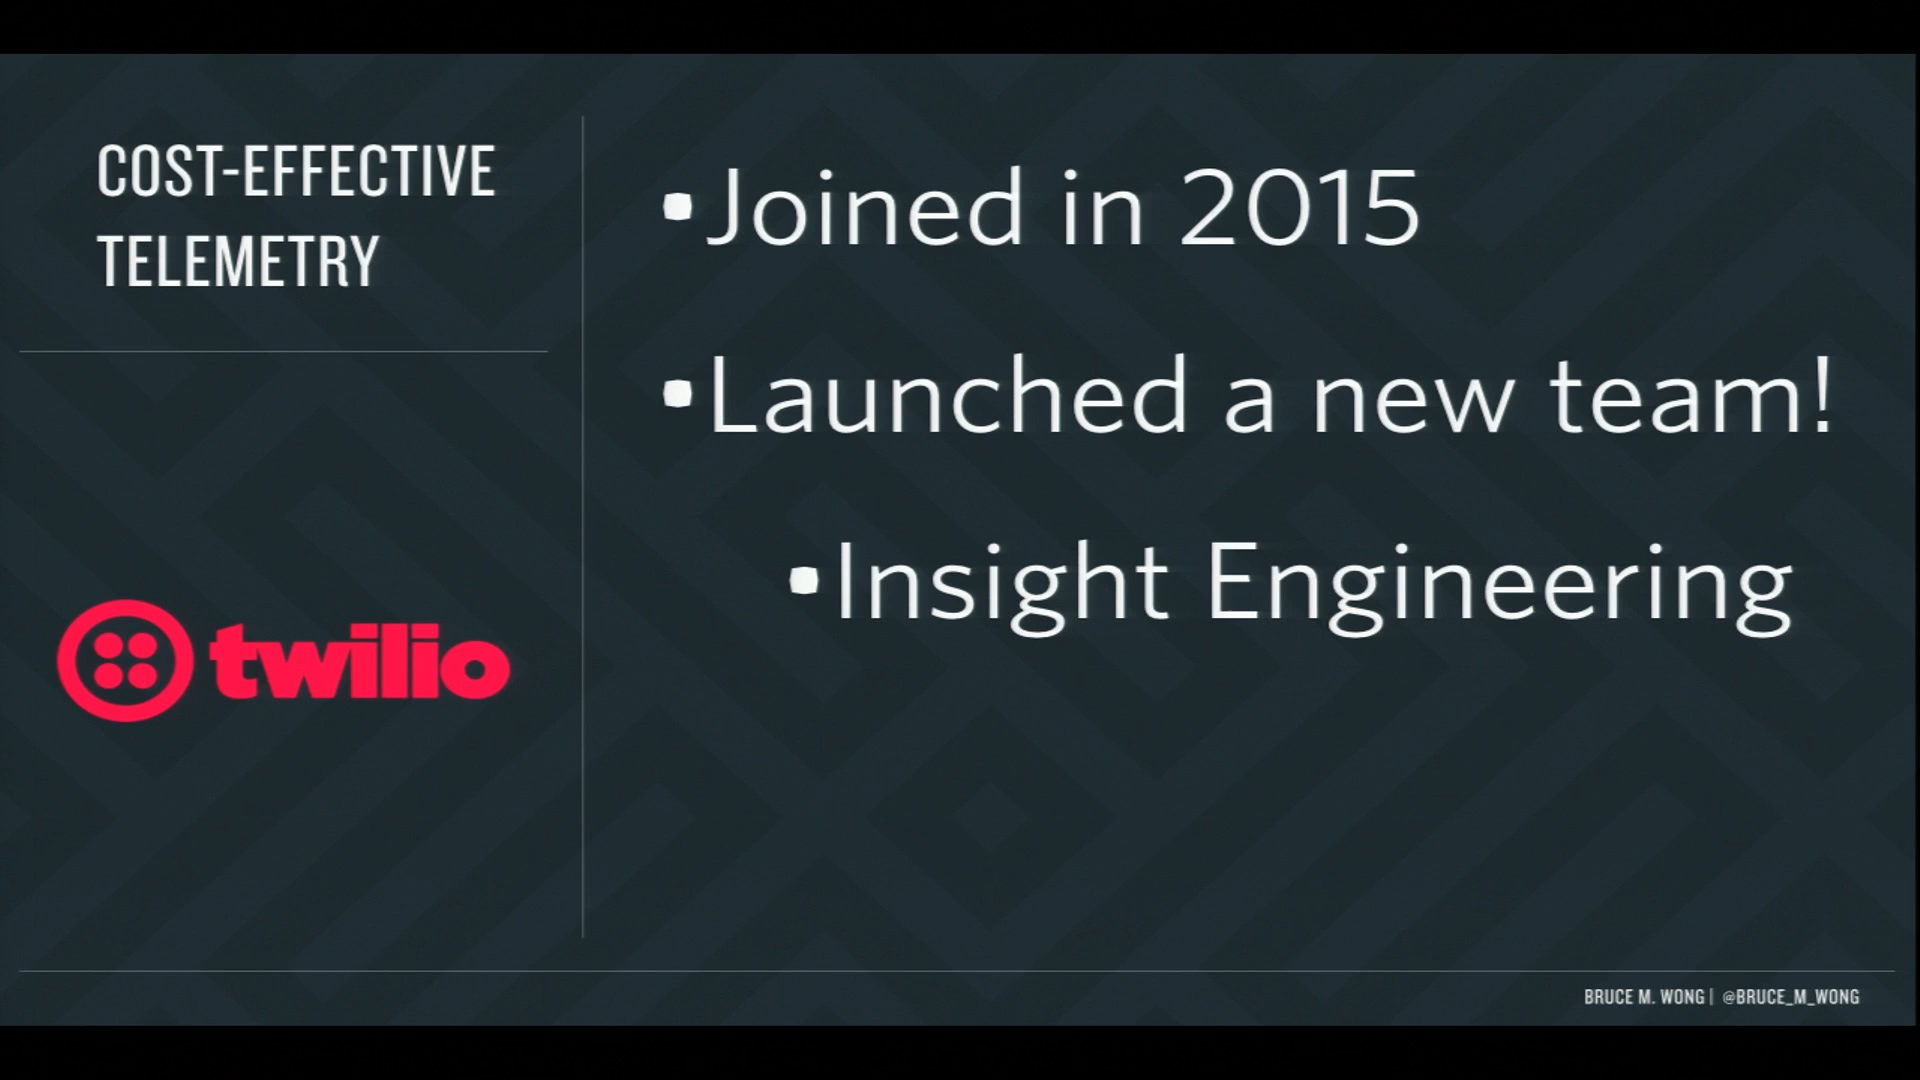 COST-EFFECTIVE
TELEMETRY
twilio
•Joined in 2015
•Launched a new team!
•Insight Engineering
BRUCE M. WONG | @BRUCE_M_WONG